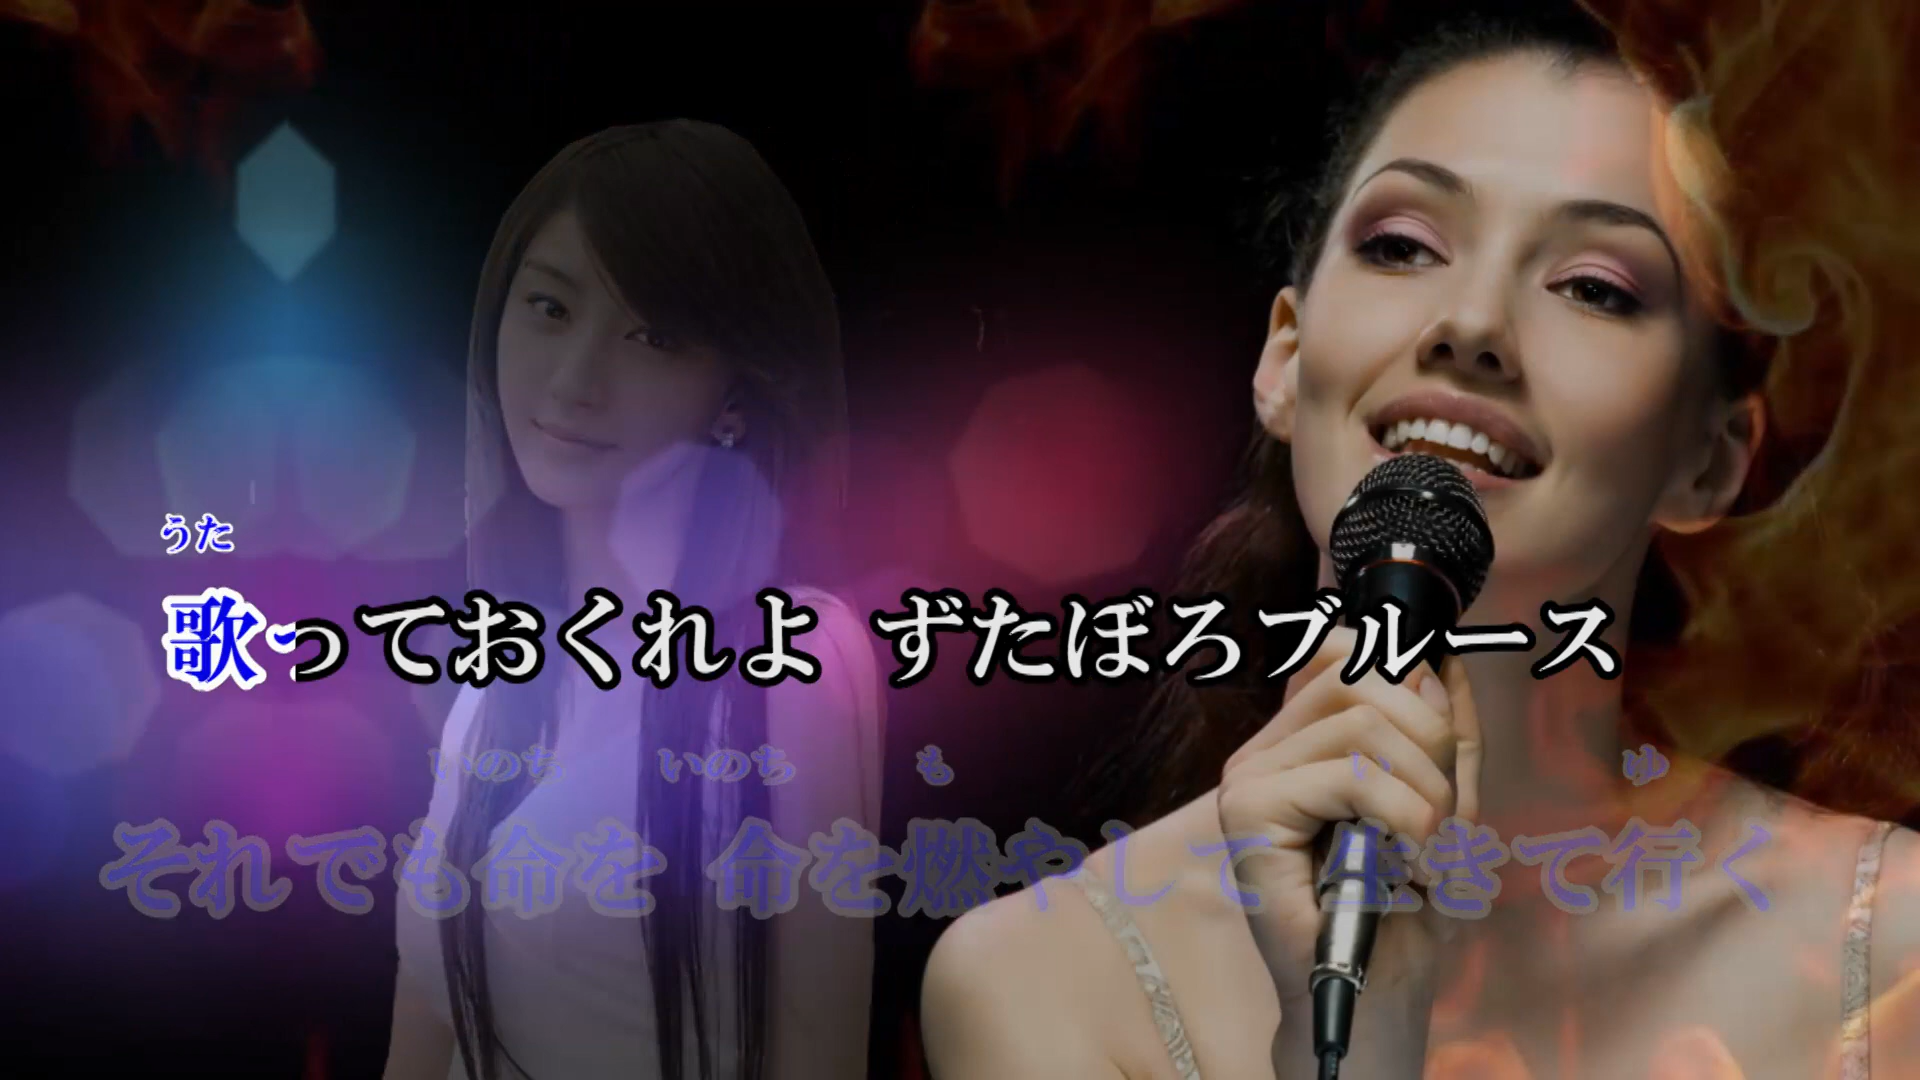 うた
歌っておくれよ ずたぼろブルース
いのち いのち も い ゆ
それでも命を 命を燃やして 生きて行く